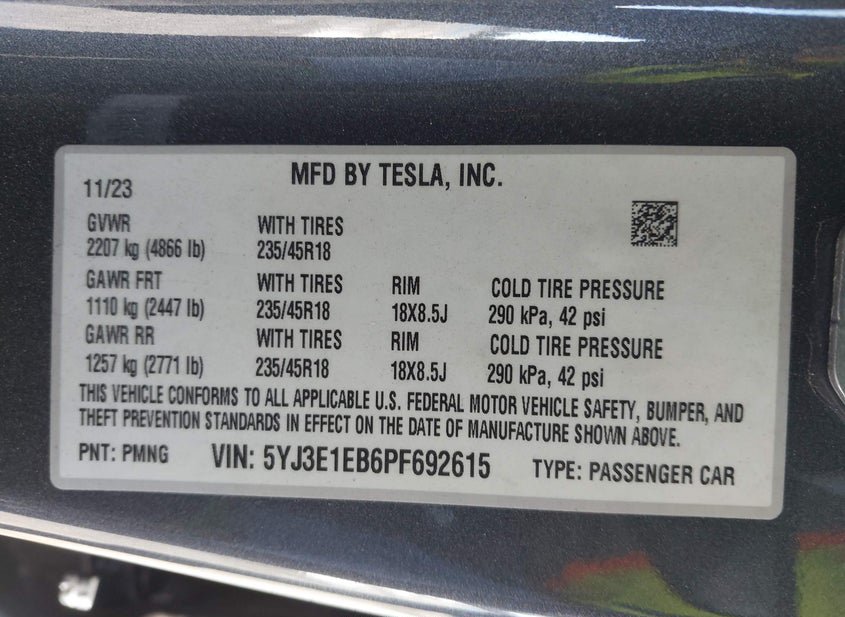 MFD BY TESLA, INC.
11/23
GVWR WITH TIRES
2207 kg (4866 lb) 235/45R18
GAWR FRT WITH TIRES RIM COLD TIRE PRESSURE
1110 kg (2447 lb) 235/45R18 18X8.5J 290 kPa, 42 psi
GAWR RR WITH TIRES RIM COLD TIRE PRESSURE
1257 kg (2771 lb) 235/45R18 18X8.5J 290 kPa, 42 psi
THIS VEHICLE CONFORMS TO ALL APPLICABLE U.S. FEDERAL MOTOR VEHICLE SAFETY, BUMPER, AND
THEFT PREVENTION STANDARDS IN EFFECT ON THE DATE OF MANUFACTURE SHOWN ABOVE.
PNT: PMNG VIN: 5YJ3E1EB6PF692615 TYPE: PASSENGER CAR